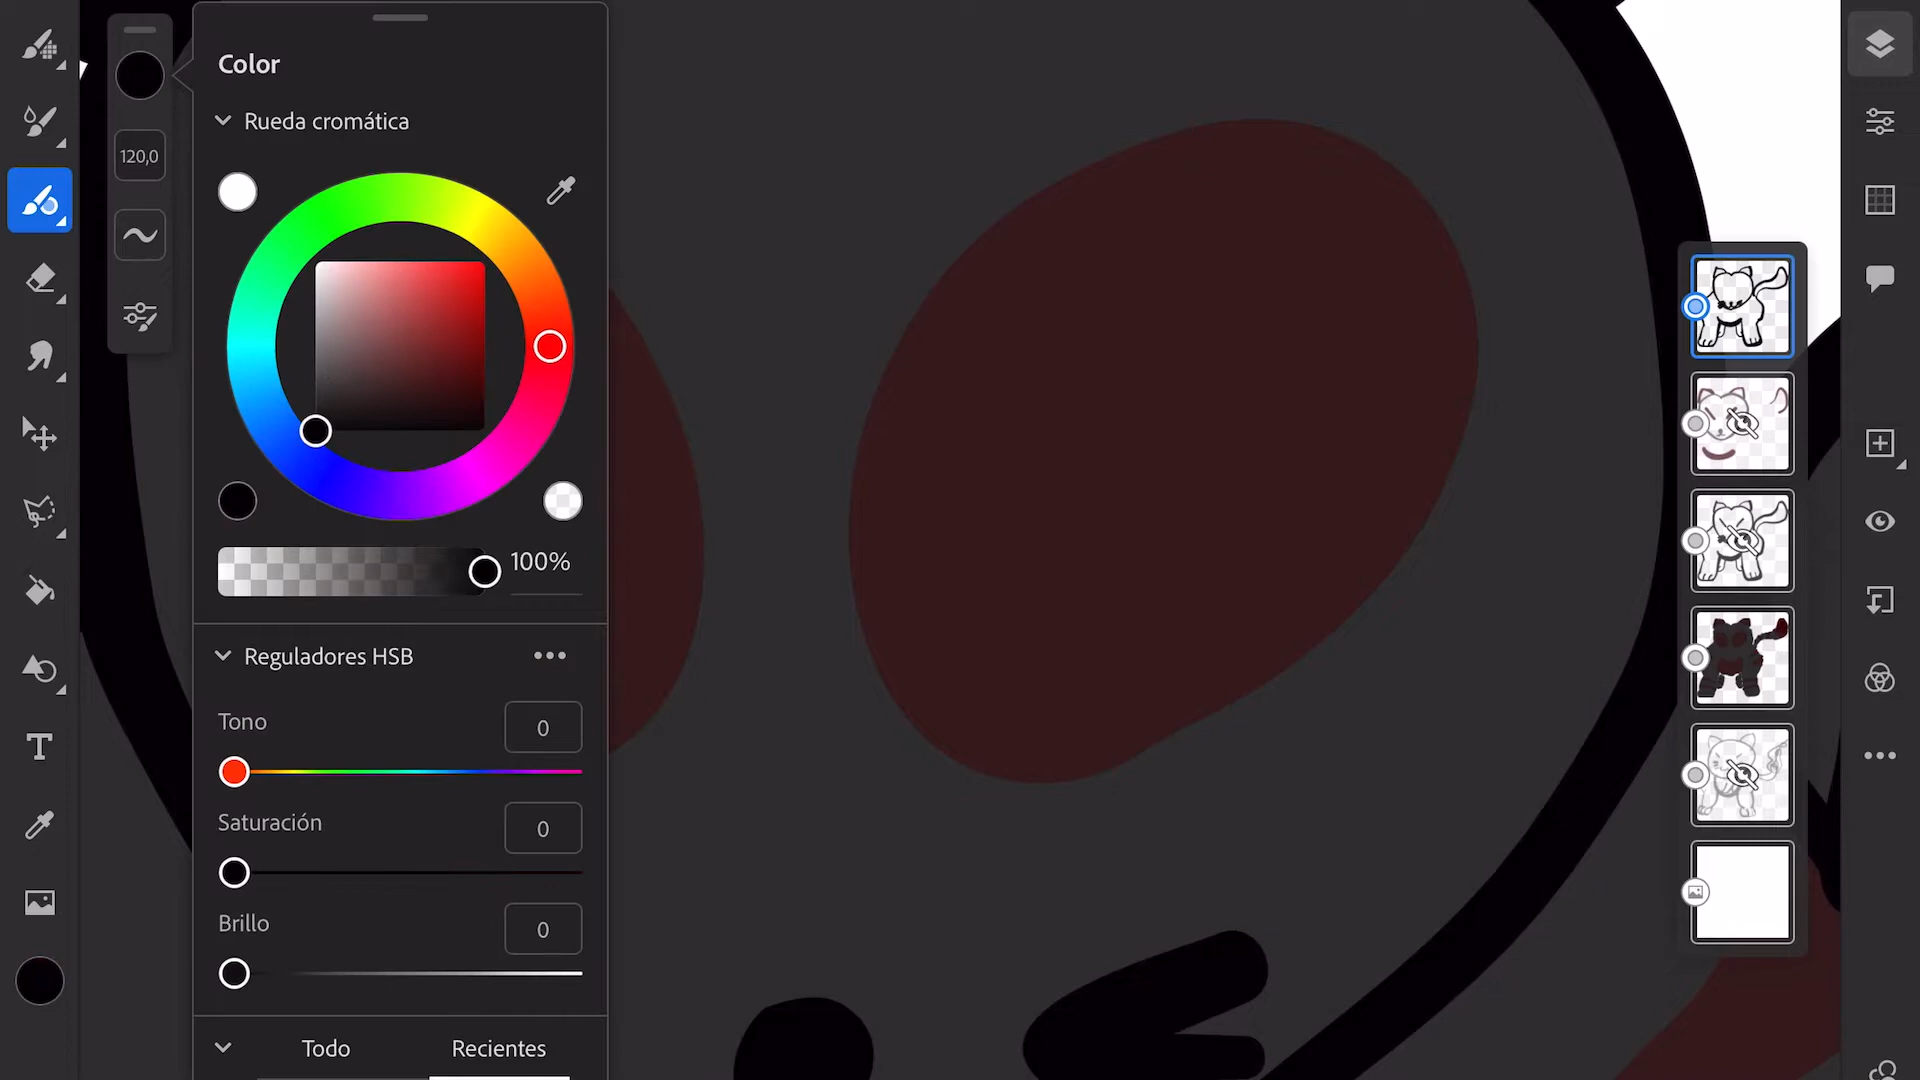 Color
Rueda cromática
120,0
100%
Reguladores HSB
Tono
0
Saturación
0
Brillo
0
Todo
Recientes